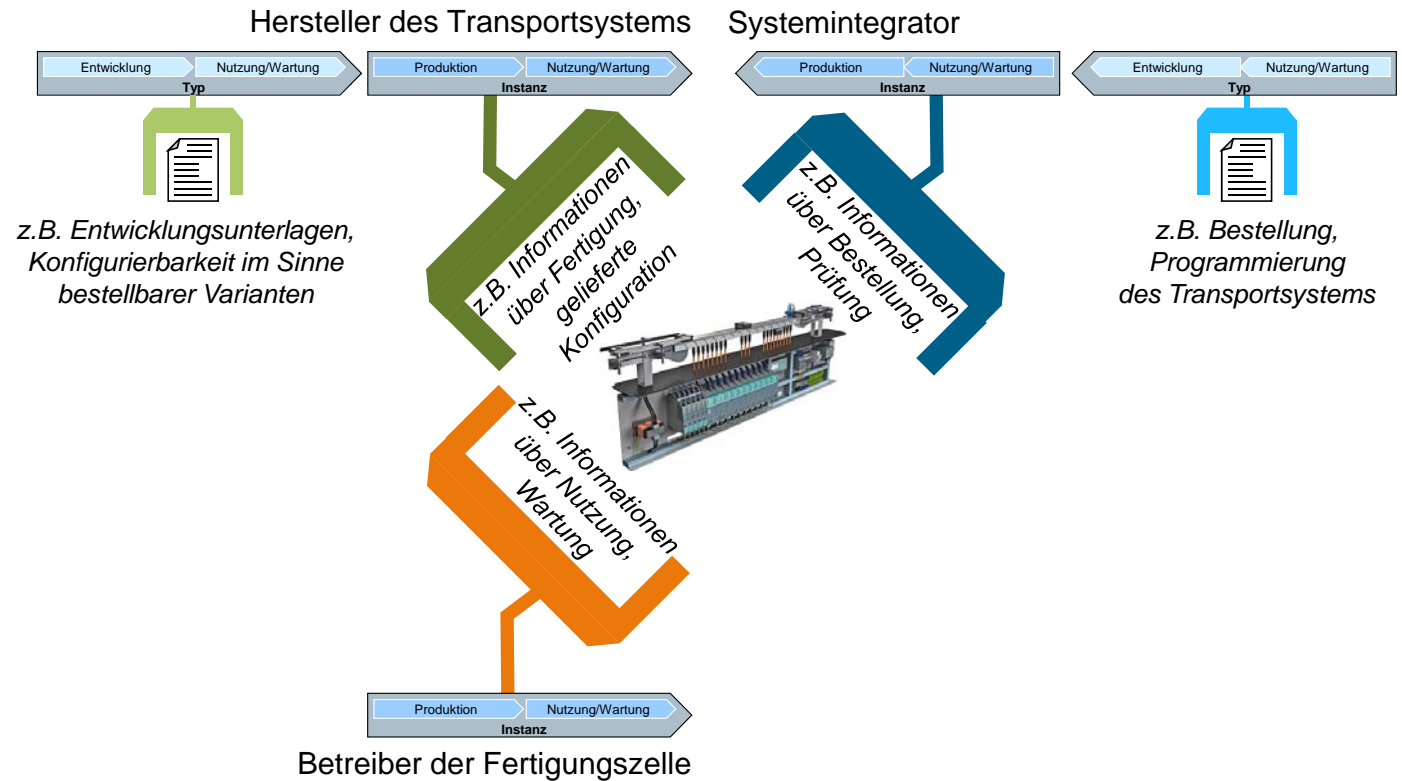 Hersteller des Transportsystems
Systemintegrator
Entwicklung
Nutzung/Wartung
Typ
Produktion
Nutzung/Wartung
Instanz
Produktion
Nutzung/Wartung
Instanz
Entwicklung
Nutzung/Wartung
Typ
z.B. Entwicklungsunterlagen,
Konfigurierbarkeit im Sinne
bestellbarer Varianten
z.B. Informationen
über Fertigung,
gelieferte
Konfiguration
z.B. Informationen
über Bestellung,
Prüfung
z.B. Bestellung,
Programmierung
des Transportsystems
z.B. Informationen
über Nutzung,
Wartung
Produktion
Nutzung/Wartung
Instanz
Betreiber der Fertigungszelle